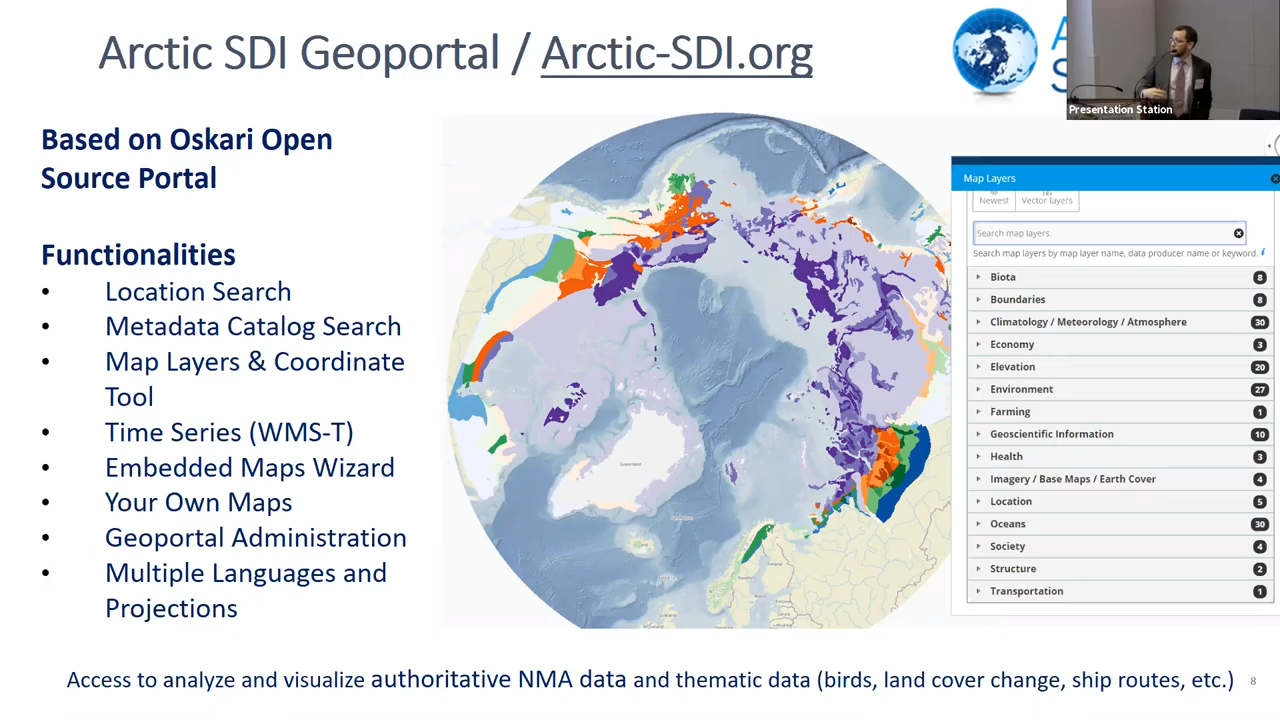 Arctic SDI Geoportal / Arctic-SDI.org
Presentation Station
Based on Oskari Open
Source Portal
Functionalities
• Location Search
• Metadata Catalog Search
• Map Layers & Coordinate
Tool
• Time Series (WMS-T)
• Embedded Maps Wizard
• Your Own Maps
• Geoportal Administration
• Multiple Languages and
Projections
Greenland
Map Layers
Newest
Vector layers
Search map layers.
Search map layers by map layer name, data producer name or keyword.
Biota 8
Boundaries 8
Climatology / Meteorology / Atmosphere 30
Economy 3
Elevation 20
Environment 27
Farming 1
Geoscientific Information 10
Health 3
Imagery / Base Maps / Earth Cover 4
Location 5
Oceans 30
Society 4
Structure 2
Transportation 1
Access to analyze and visualize authoritative NMA data and thematic data (birds, land cover change, ship routes, etc.)
8